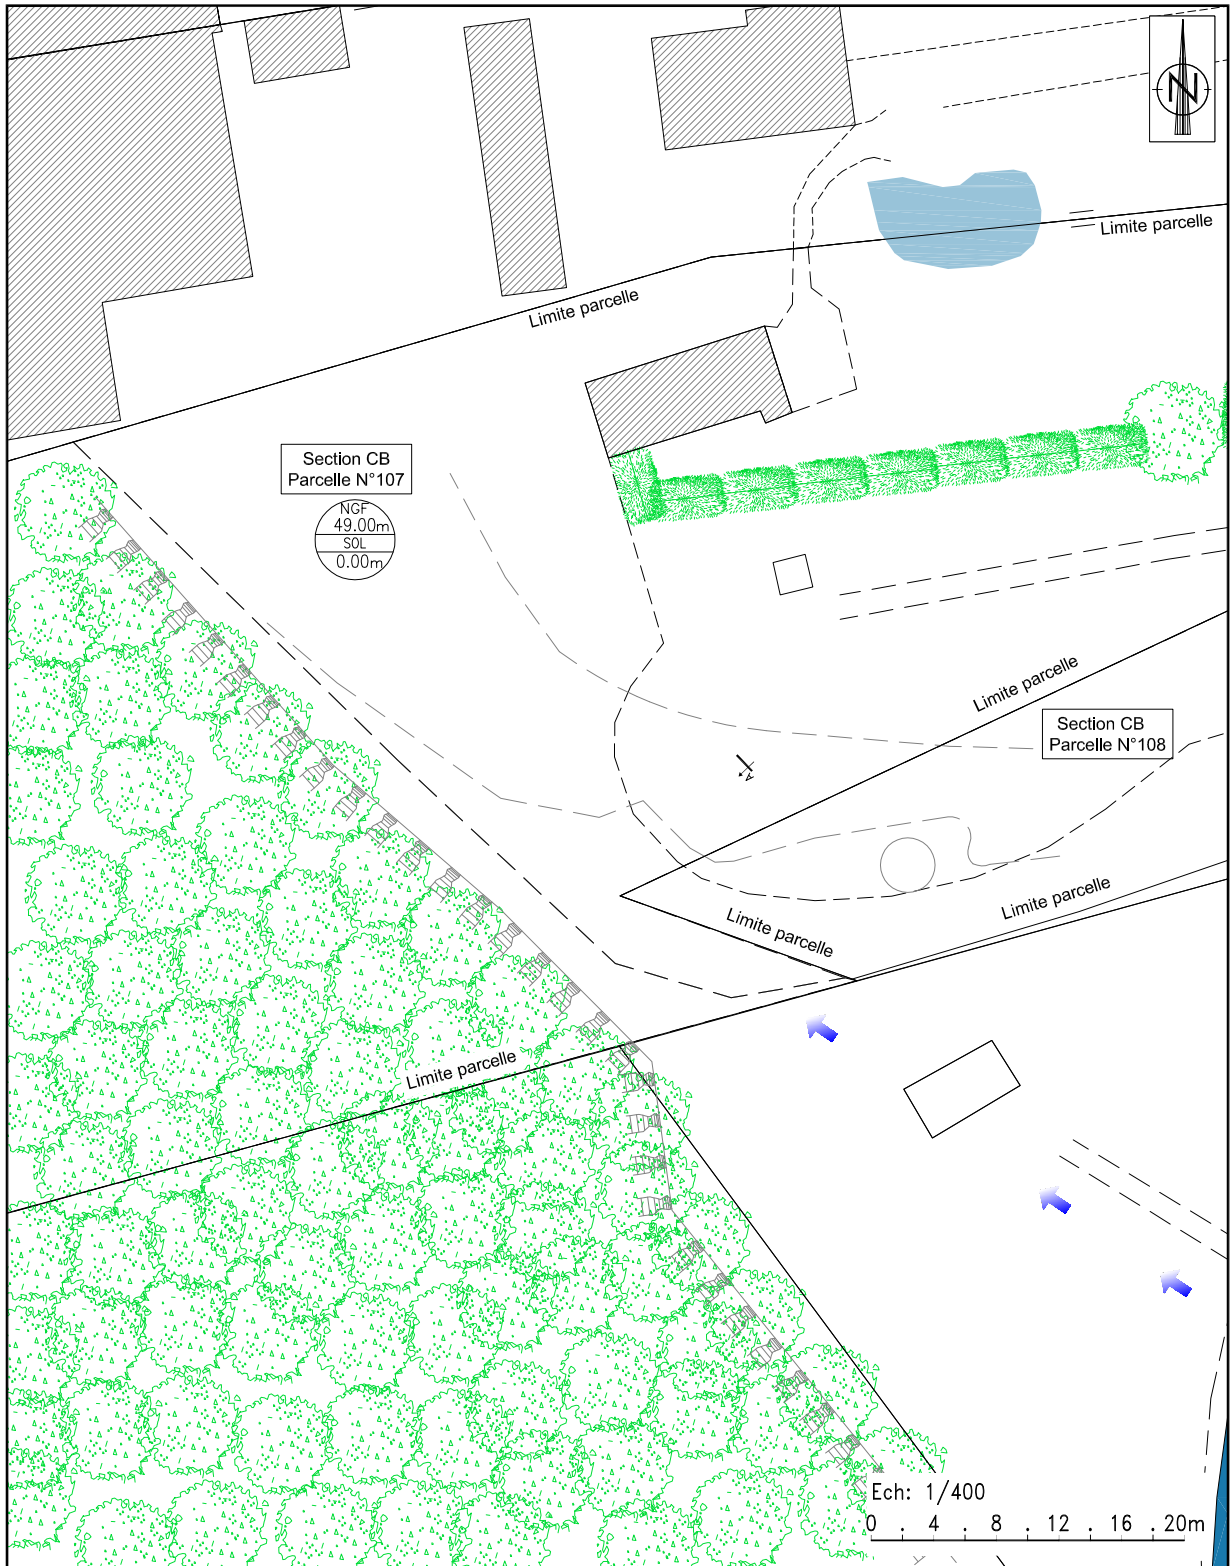 N
Limite parcelle
Limite parcelle
Section CB
Parcelle N°107
NGF
49.00m
SOL
0.00m
Limite parcelle
Section CB
Parcelle N°108
A
Limite parcelle
Limite parcelle
Limite parcelle
Ech: 1/400
0 . 4 . 8 . 12 . 16 . 20m